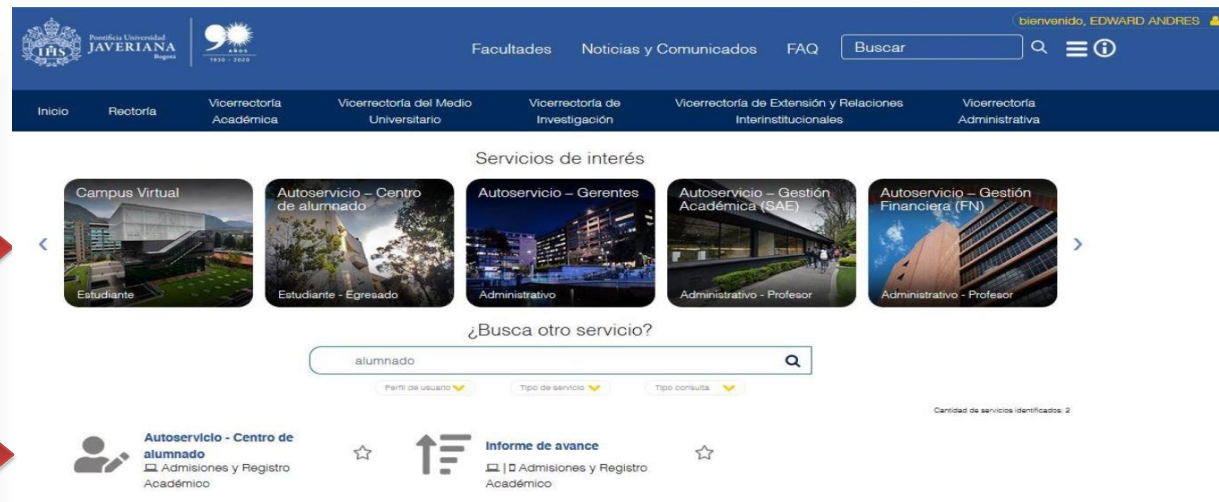 bienvenido, EDWARD ANDRES
Pontificia Universidad
JAVERIANA
Bogotá
90
AÑOS
1930 - 2020
Facultades Noticias y Comunicados FAQ Buscar
Inicio Rectoría Vicerrectoría Académica Vicerrectoría del Medio Universitario Vicerrectoría de Investigación Vicerrectoría de Extensión y Relaciones Interinstitucionales Vicerrectoría Administrativa
Servicios de interés
Campus Virtual
Estudiante
Autoservicio – Centro
de alumnado
Estudiante - Egresado
Autoservicio – Gerentes
Administrativo
Autoservicio – Gestión
Académica (SAE)
Administrativo - Profesor
Autoservicio – Gestión
Financiera (FN)
Administrativo - Profesor
¿Busca otro servicio?
alumnado
Perfil de usuario Tipo de servicio Tipo consulta
Cantidad de servicios identificados: 2
Autoservicio - Centro de
alumnado
Admisiones y Registro
Académico
Informe de avance
| Admisiones y Registro
Académico